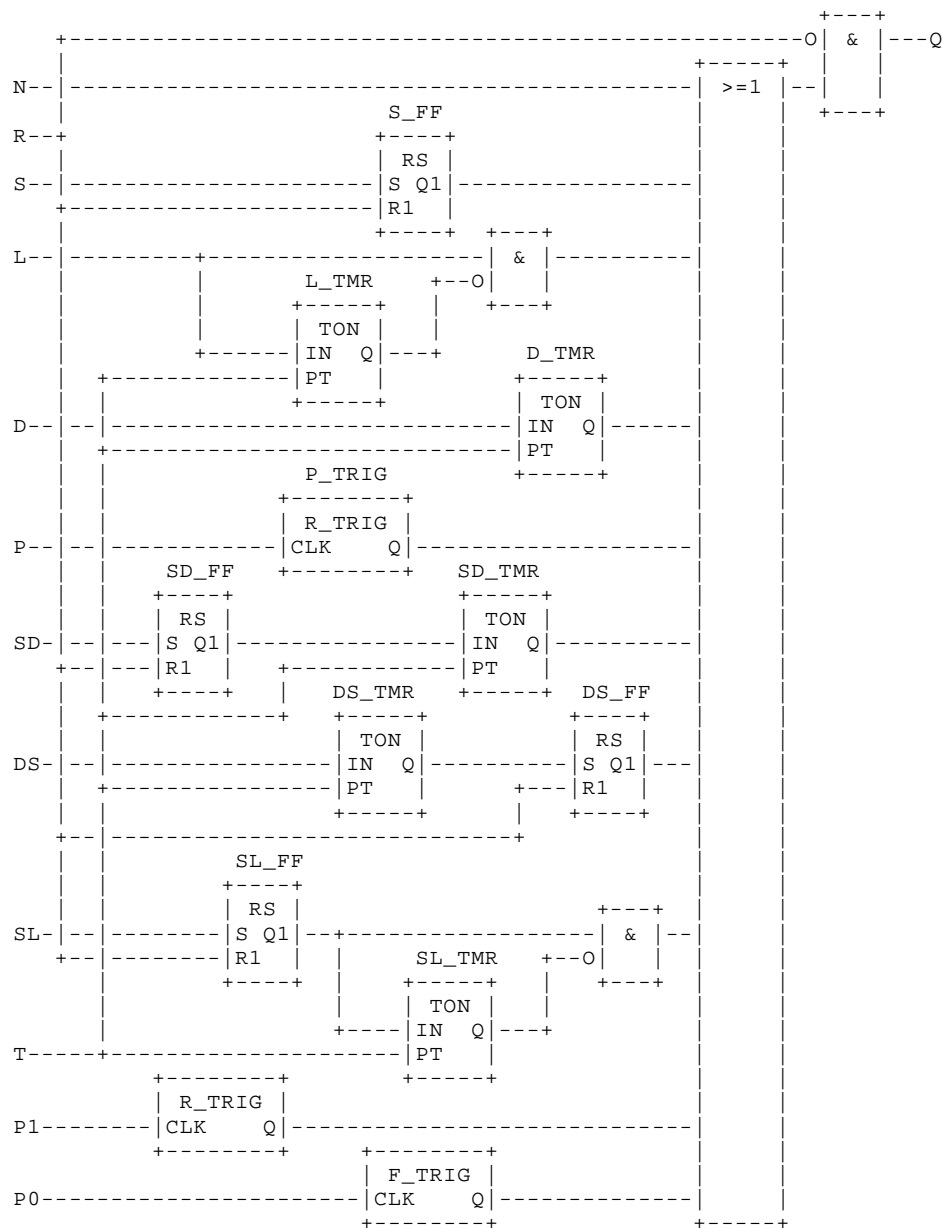 & Q
N >=1
S_FF
R
RS
S S Q1
R1
L &
L_TMR
TON
IN Q D_TMR
PT
TON
D IN Q
PT
P_TRIG
R_TRIG
P CLK Q
SD_FF SD_TMR
RS TON
SD S Q1 IN Q
R1 PT
DS_TMR DS_FF
TON RS
DS IN Q S Q1
PT R1
SL_FF
RS
SL S Q1 &
R1 SL_TMR
TON
IN Q
T PT
R_TRIG
P1 CLK Q
F_TRIG
P0 CLK Q